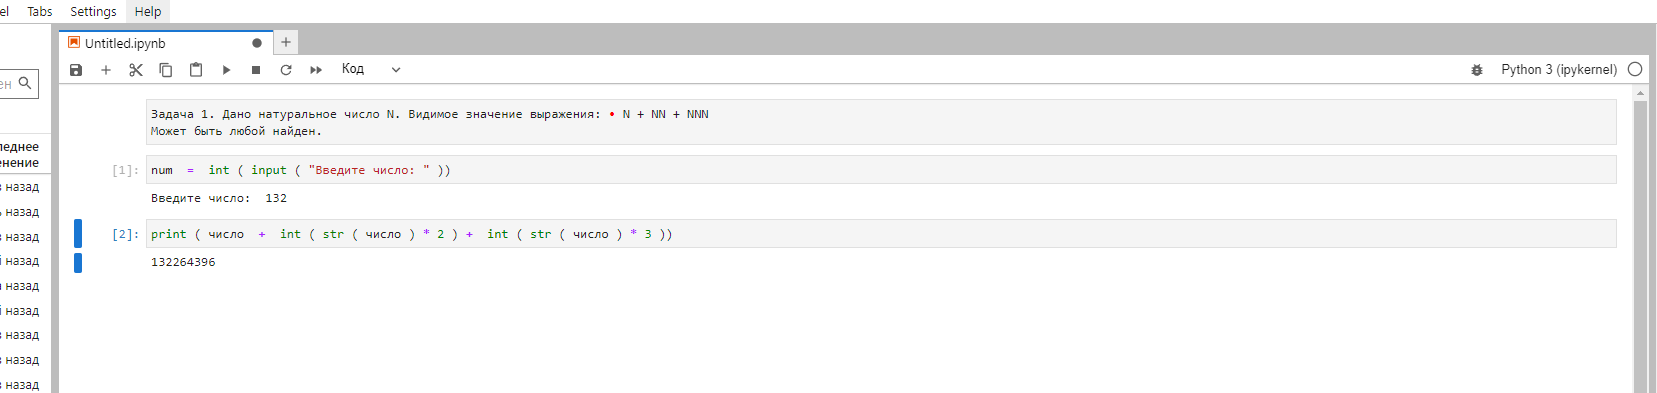 el Tabs Settings Help
Untitled.ipynb
Код
Python 3 (ipykernel)
ен
леднее
енение
в назад
ь назад
в назад
й назад
а назад
й назад
в назад
в назад
в назад
Задача 1. Дано натуральное число N. Видимое значение выражения: • N + NN + NNN
Может быть любой найден.
[1]: num = int ( input ( "Введите число: " ))
Введите число: 132
[2]: print ( число + int ( str ( число ) * 2 ) + int ( str ( число ) * 3 ))
132264396